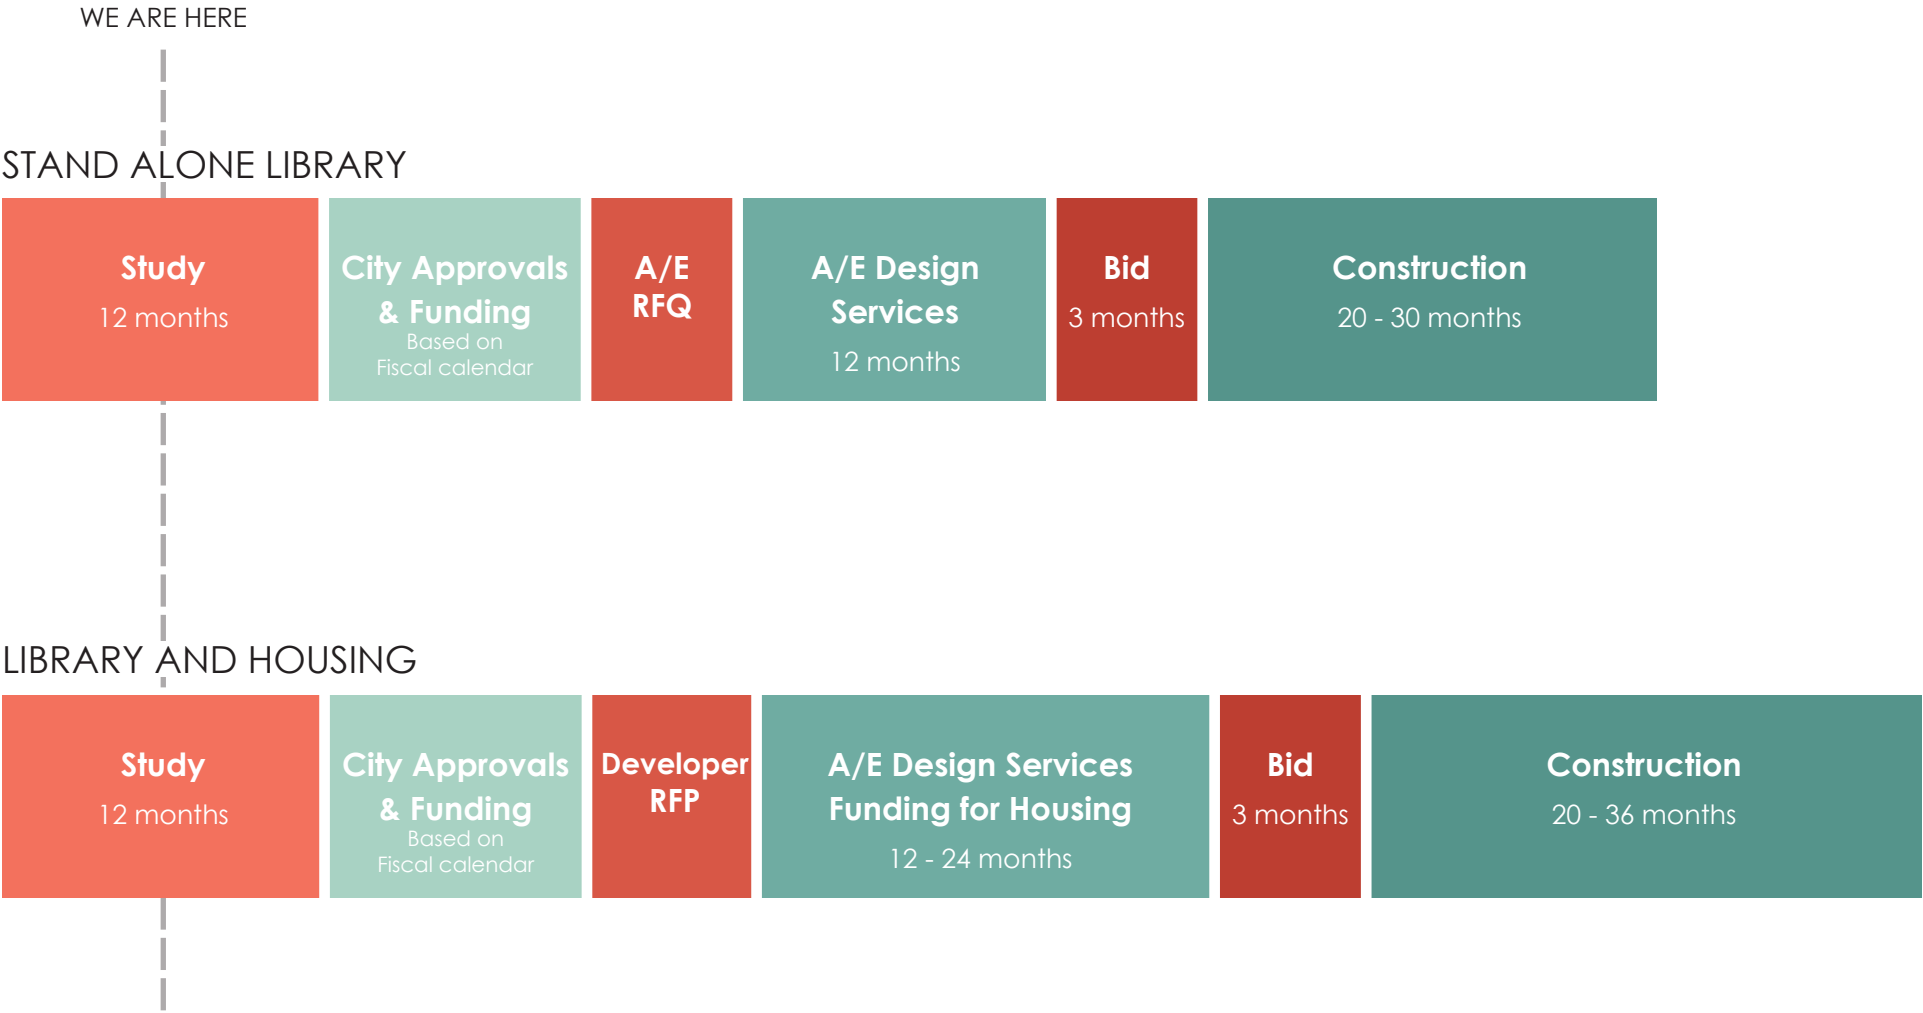 WE ARE HERE
STAND ALONE LIBRARY
Study
12 months
City Approvals
& Funding
Based on
Fiscal calendar
A/E
RFQ
A/E Design
Services
12 months
Bid
3 months
Construction
20 - 30 months
LIBRARY AND HOUSING
Study
12 months
City Approvals
& Funding
Based on
Fiscal calendar
Developer
RFP
A/E Design Services
Funding for Housing
12 - 24 months
Bid
3 months
Construction
20 - 36 months